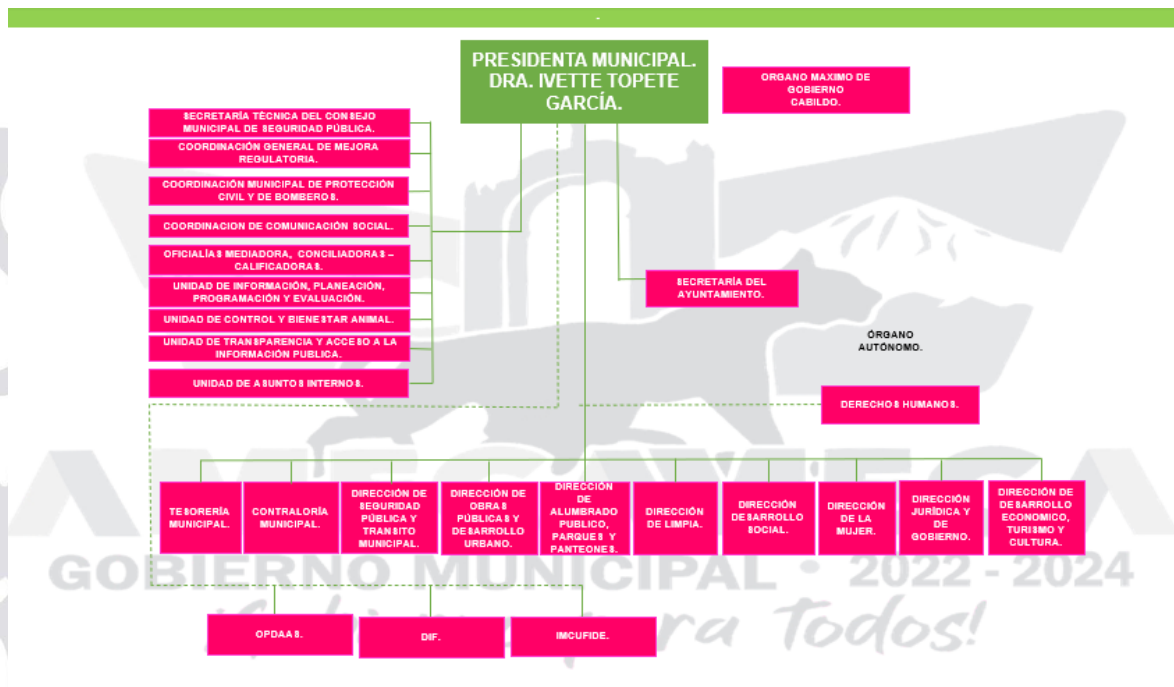 -
PRESIDENTA MUNICIPAL.
DRA. IVETTE TOPETE
GARCÍA.
ORGANO MAXIMO DE
GOBIERNO
CABILDO.
SECRETARÍA TÈCNICA DEL CONSEJO
MUNICIPAL DE SEGURIDAD PÚBLICA.
COORDINACIÓN GENERAL DE MEJORA
REGULATORIA.
COORDINACIÓN MUNICIPAL DE PROTECCIÓN
CIVIL Y DE BOMBEROS.
COORDINACION DE COMUNICACIÓN SOCIAL.
OFICIALÍAS MEDIADORA, CONCILIADORAS –
CALIFICADORAS.
UNIDAD DE INFORMACIÓN, PLANEACIÓN,
PROGRAMACIÓN Y EVALUACIÓN.
UNIDAD DE CONTROL Y BIENESTAR ANIMAL.
UNIDAD DE TRANSPARENCIA Y ACCESO A LA
INFORMACIÓN PUBLICA.
UNIDAD DE ASUNTOS INTERNOS.
SECRETARÍA DEL
AYUNTAMIENTO.
ÓRGANO
AUTÓNOMO.
DERECHOS HUMANOS.
AMECAMECA
TESORERÍA
MUNICIPAL.
CONTRALORÍA
MUNICIPAL.
DIRECCIÓN DE
SEGURIDAD
PÚBLICA Y
TRANSITO
MUNICIPAL.
DIRECCIÓN DE
OBRAS
PÚBLICAS Y
DESARROLLO
URBANO.
DIRECCIÓN
DE
ALUMBRADO
PUBLICO,
PARQUES Y
PANTEONES.
DIRECCIÓN
DE LIMPIA.
DIRECCIÓN
DESARROLLO
SOCIAL.
DIRECCIÓN
DE LA
MUJER.
DIRECCIÓN
JURÍDICA Y
DE
GOBIERNO.
DIRECCIÓN DE
DESARROLLO
ECONOMICO,
TURISMO Y
CULTURA.
GOBIERNO MUNICIPAL • 2022 - 2024
Todos!
OPDAAS.
DIF.
IMCUFIDE.